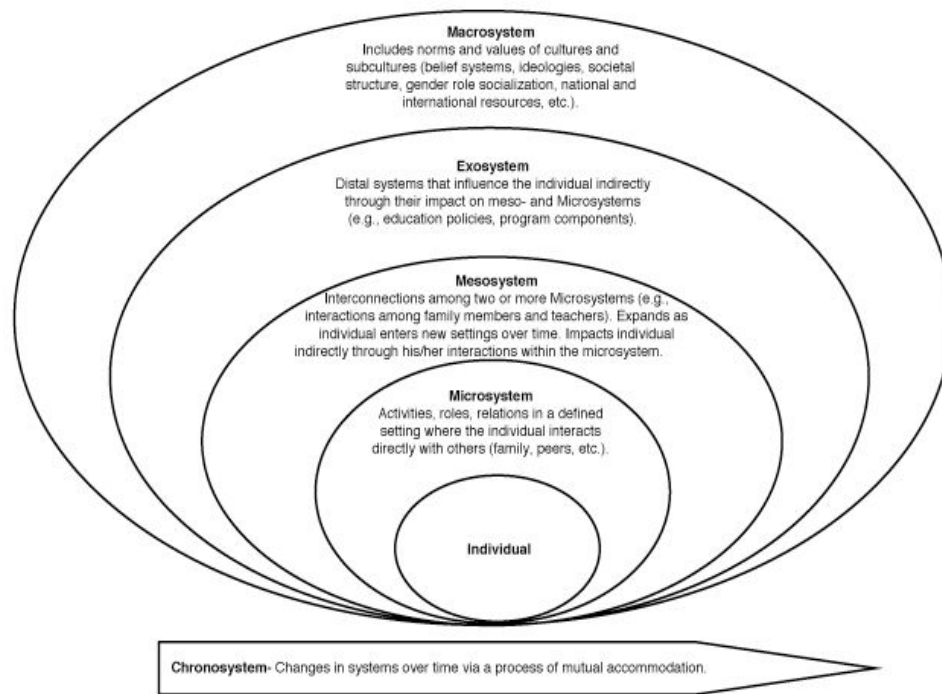 Macrosystem
Includes norms and values of cultures and
subcultures (belief systems, ideologies, societal
structure, gender role socialization, national and
international resources, etc.).
Exosystem
Distal systems that influence the individual indirectly
through their impact on meso- and Microsystems
(e.g., education policies, program components).
Mesosystem
Interconnections among two or more Microsystems (e.g.,
interactions among family members and teachers). Expands as
individual enters new settings over time. Impacts individual
indirectly through his/her interactions within the microsystem.
Microsystem
Activities, roles, relations in a defined
setting where the individual interacts
directly with others (family, peers, etc.).
Individual
Chronosystem- Changes in systems over time via a process of mutual accommodation.